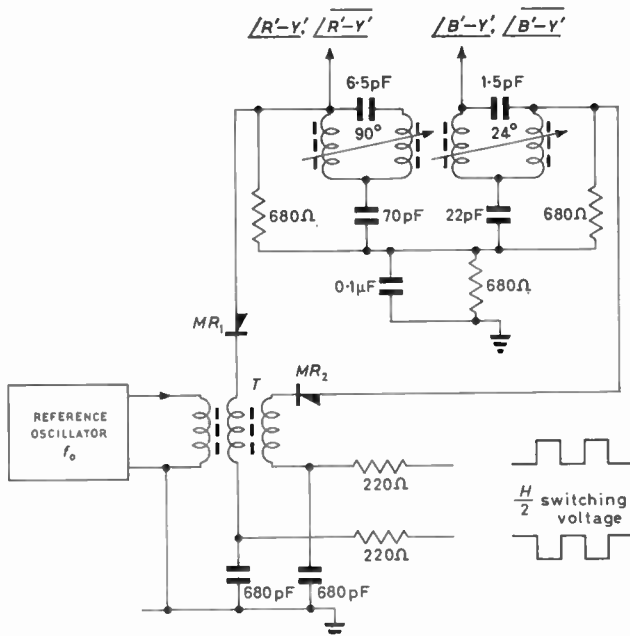 ∠R'−Y', ∠R̅'̅−̅Y̅'̅
∠B'−Y', ∠B̅'̅−̅Y̅'̅
6·5pF
1·5pF
90°
24°
680Ω
70pF
22pF
680Ω
0·1µF
680Ω
MR₁
T
MR₂
REFERENCE
OSCILLATOR
f₀
220Ω
H/2 switching
voltage
220Ω
680pF
680pF